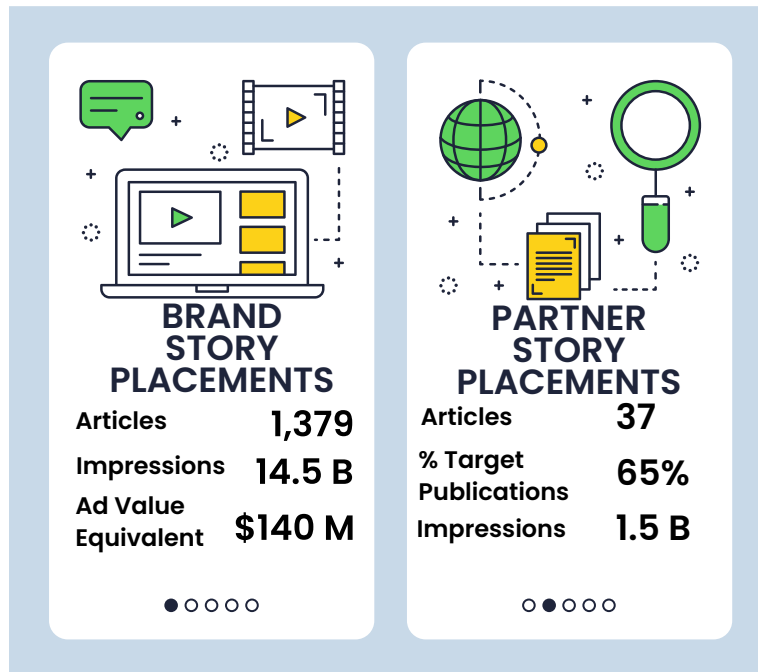 BRAND
STORY
PLACEMENTS
Articles 1,379
Impressions 14.5 B
Ad Value
Equivalent $140 M
PARTNER
STORY
PLACEMENTS
Articles 37
% Target
Publications 65%
Impressions 1.5 B